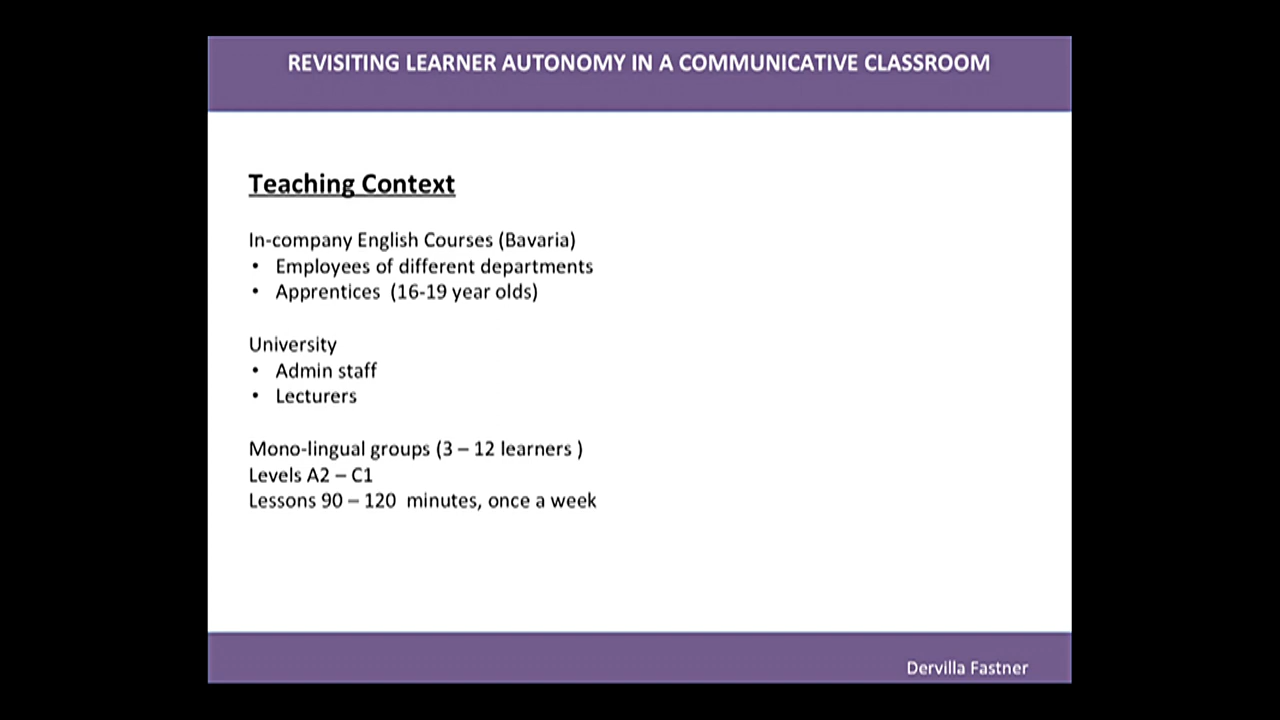 REVISITING LEARNER AUTONOMY IN A COMMUNICATIVE CLASSROOM
Teaching Context
In-company English Courses (Bavaria)
• Employees of different departments
• Apprentices (16-19 year olds)
University
• Admin staff
• Lecturers
Mono-lingual groups (3 – 12 learners )
Levels A2 – C1
Lessons 90 – 120 minutes, once a week
Dervilla Fastner